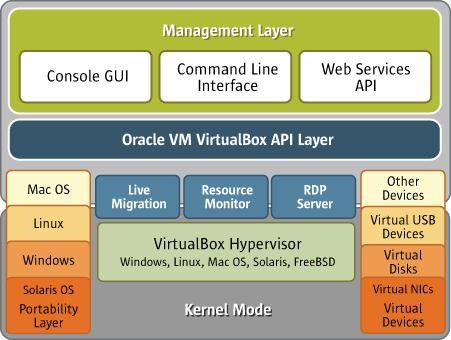 Management Layer
Console GUI
Command Line
Interface
Web Services
API
Oracle VM VirtualBox API Layer
Mac OS
Live
Migration
Resource
Monitor
RDP
Server
Other
Devices
Linux
Virtual USB
Devices
VirtualBox Hypervisor
Windows, Linux, Mac OS, Solaris, FreeBSD
Windows
Virtual
Disks
Solaris OS
Virtual NICs
Portability
Layer
Kernel Mode
Virtual
Devices